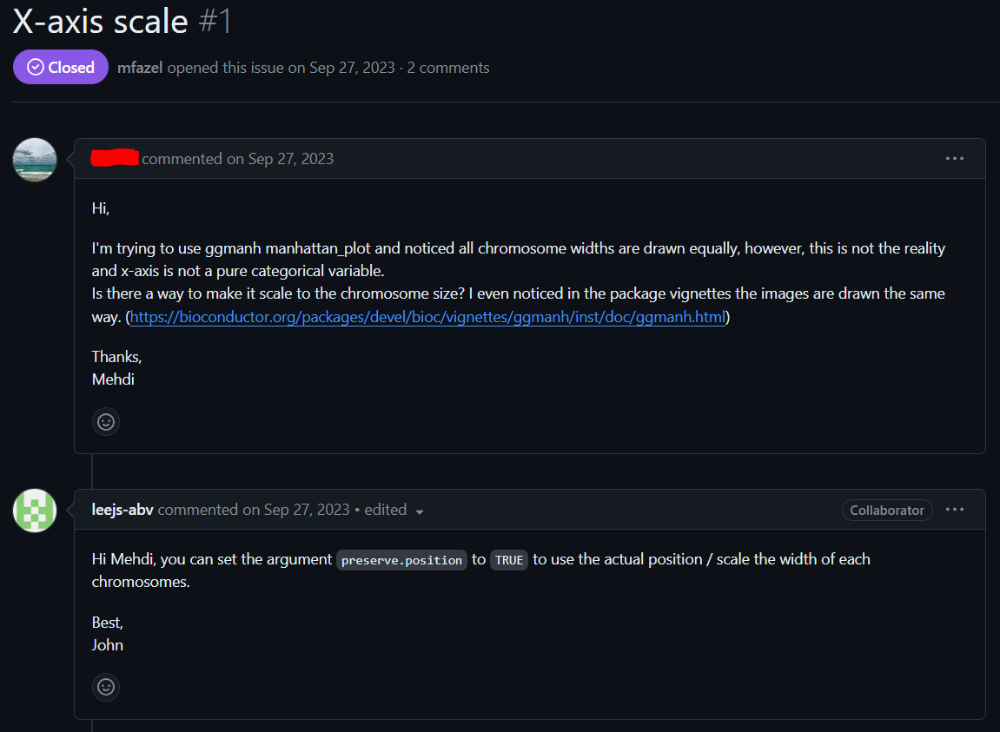 X-axis scale #1
Closed mfazel opened this issue on Sep 27, 2023 · 2 comments
commented on Sep 27, 2023
Hi,
I'm trying to use ggmanh manhattan_plot and noticed all chromosome widths are drawn equally, however, this is not the reality
and x-axis is not a pure categorical variable.
Is there a way to make it scale to the chromosome size? I even noticed in the package vignettes the images are drawn the same
way. (https://bioconductor.org/packages/devel/bioc/vignettes/ggmanh/inst/doc/ggmanh.html)
Thanks,
Mehdi
leejs-abv commented on Sep 27, 2023 • edited Collaborator
Hi Mehdi, you can set the argument preserve.position to TRUE to use the actual position / scale the width of each
chromosomes.
Best,
John